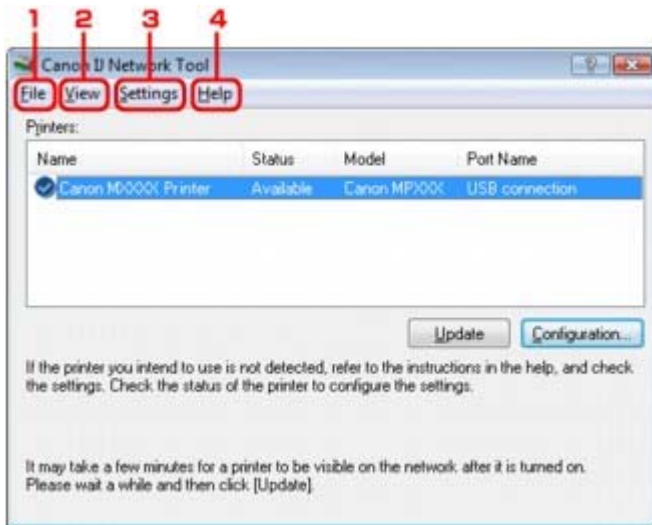 1 2 3 4
Canon IJ Network Tool
File View Settings Help
Printers:
Name Status Model Port Name
Canon MXXXX Printer Available Canon MPXXX USB connection
Update Configuration...
If the printer you intend to use is not detected, refer to the instructions in the help, and check
the settings. Check the status of the printer to configure the settings.
It may take a few minutes for a printer to be visible on the network after it is turned on.
Please wait a while and then click [Update].